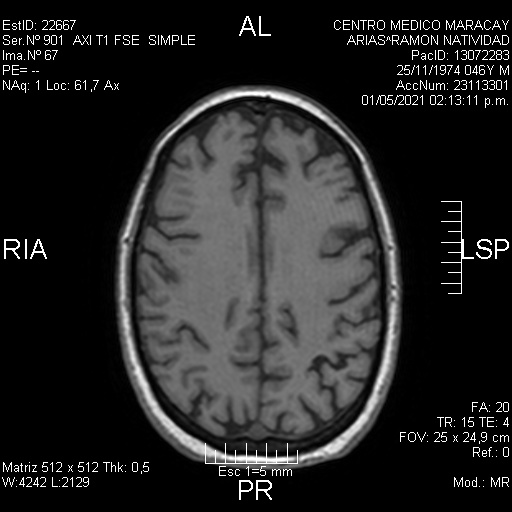 EstID: 22667
Ser.Nº 901 AXI T1 FSE SIMPLE
Ima.Nº 67
PE= --
NAq: 1 Loc: 61,7 Ax
AL
CENTRO MEDICO MARACAY
ARIAS^RAMON NATIVIDAD
PacID: 13072283
25/11/1974 046Y M
AccNum: 23113301
01/05/2021 02:13:11 p.m.
RIA
LSP
FA: 20
TR: 15 TE: 4
FOV: 25 x 24,9 cm
Ref.: 0
Matriz 512 x 512 Thk: 0,5
W:4242 L:2129
Esc 1=5 mm
PR
Mod.: MR